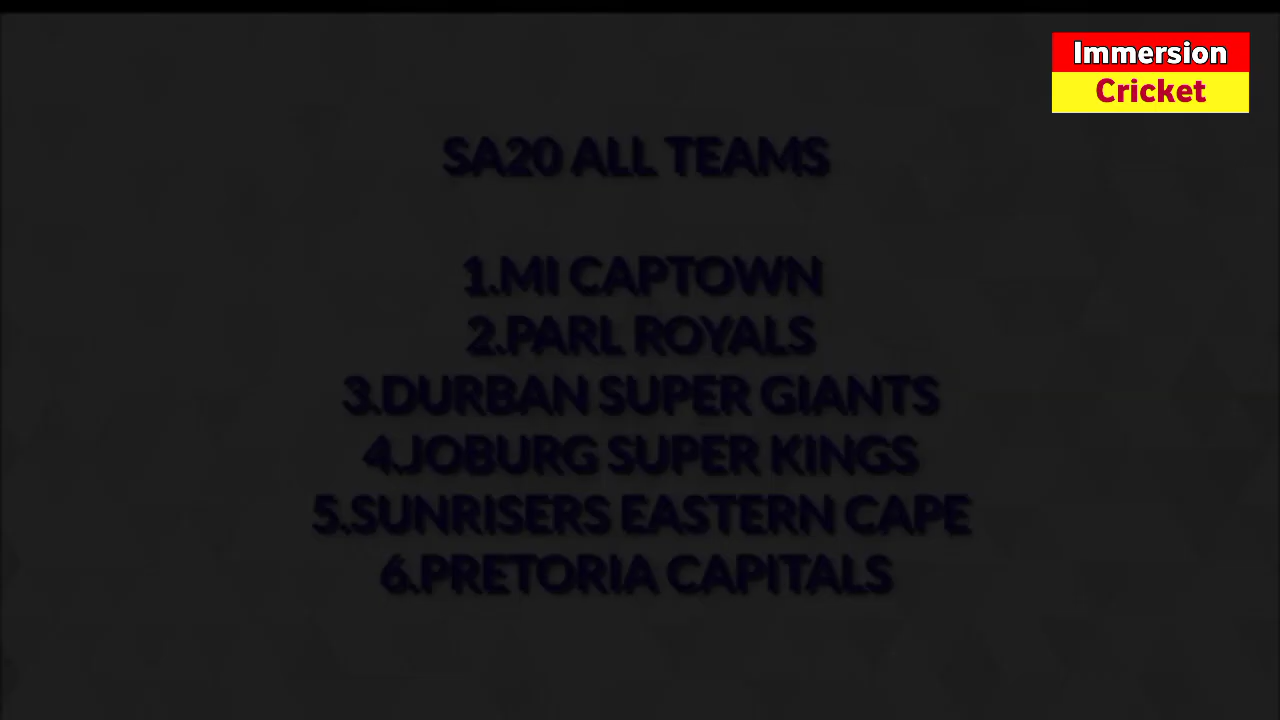 Immersion
Cricket
SA20 ALL TEAMS
1.MI CAPTOWN
2.PARL ROYALS
3.DURBAN SUPER GIANTS
4.JOBURG SUPER KINGS
5.SUNRISERS EASTERN CAPE
6.PRETORIA CAPITALS